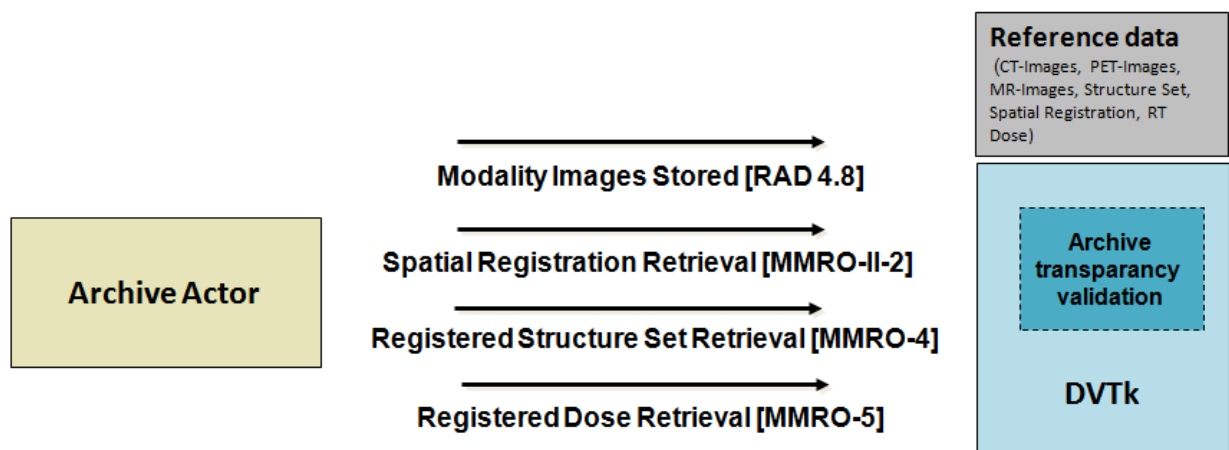 Reference data
(CT-Images, PET-Images,
MR-Images, Structure Set,
Spatial Registration, RT
Dose)
Modality Images Stored [RAD 4.8]
Spatial Registration Retrieval [MMRO-II-2]
Registered Structure Set Retrieval [MMRO-4]
Registered Dose Retrieval [MMRO-5]
Archive Actor
Archive
transparancy
validation
DVTk